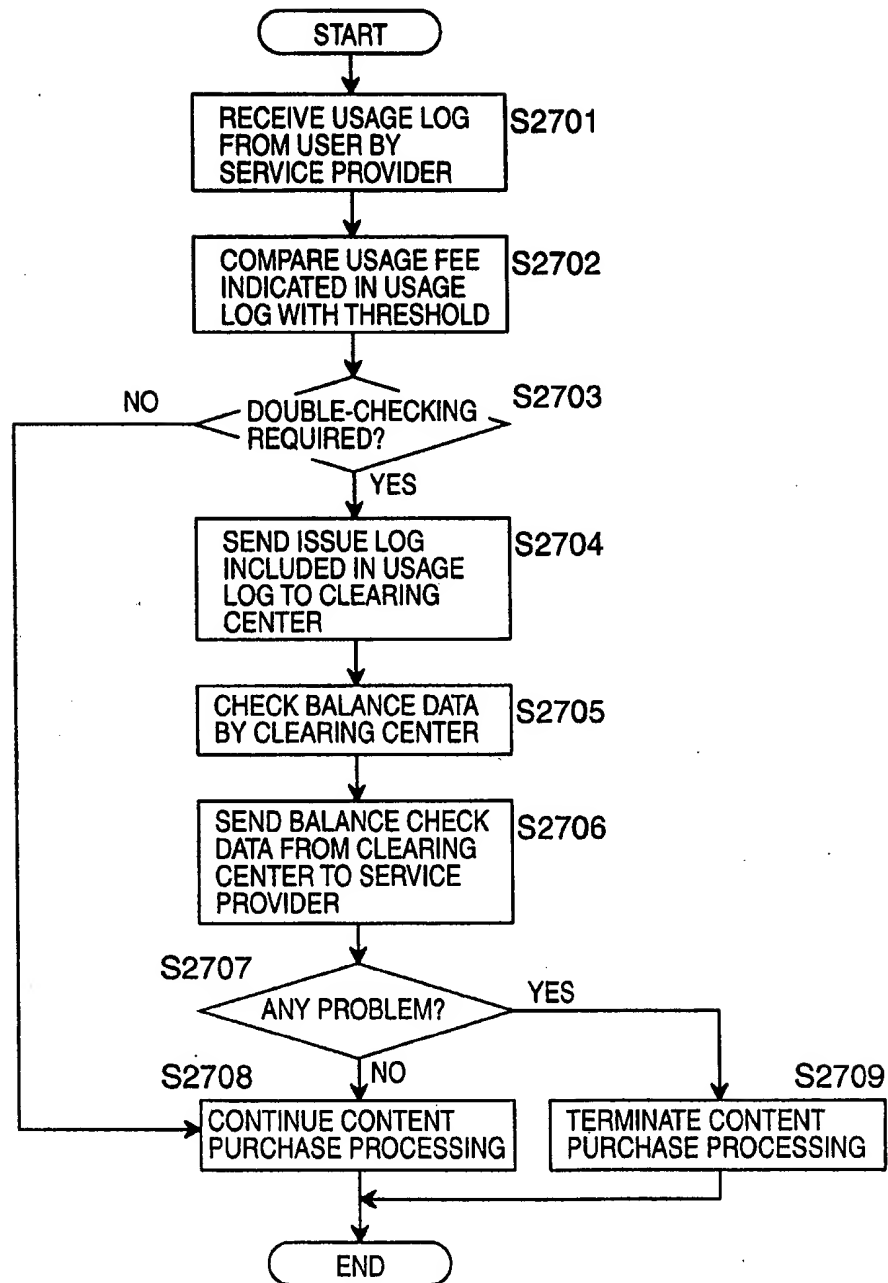 START
RECEIVE USAGE LOG
FROM USER BY
SERVICE PROVIDER
S2701
COMPARE USAGE FEE
INDICATED IN USAGE
LOG WITH THRESHOLD
S2702
NO
DOUBLE-CHECKING
REQUIRED?
S2703
YES
SEND ISSUE LOG
INCLUDED IN USAGE
LOG TO CLEARING
CENTER
S2704
CHECK BALANCE DATA
BY CLEARING CENTER
S2705
SEND BALANCE CHECK
DATA FROM CLEARING
CENTER TO SERVICE
PROVIDER
S2706
S2707
ANY PROBLEM?
YES
NO
S2708
CONTINUE CONTENT
PURCHASE PROCESSING
S2709
TERMINATE CONTENT
PURCHASE PROCESSING
END